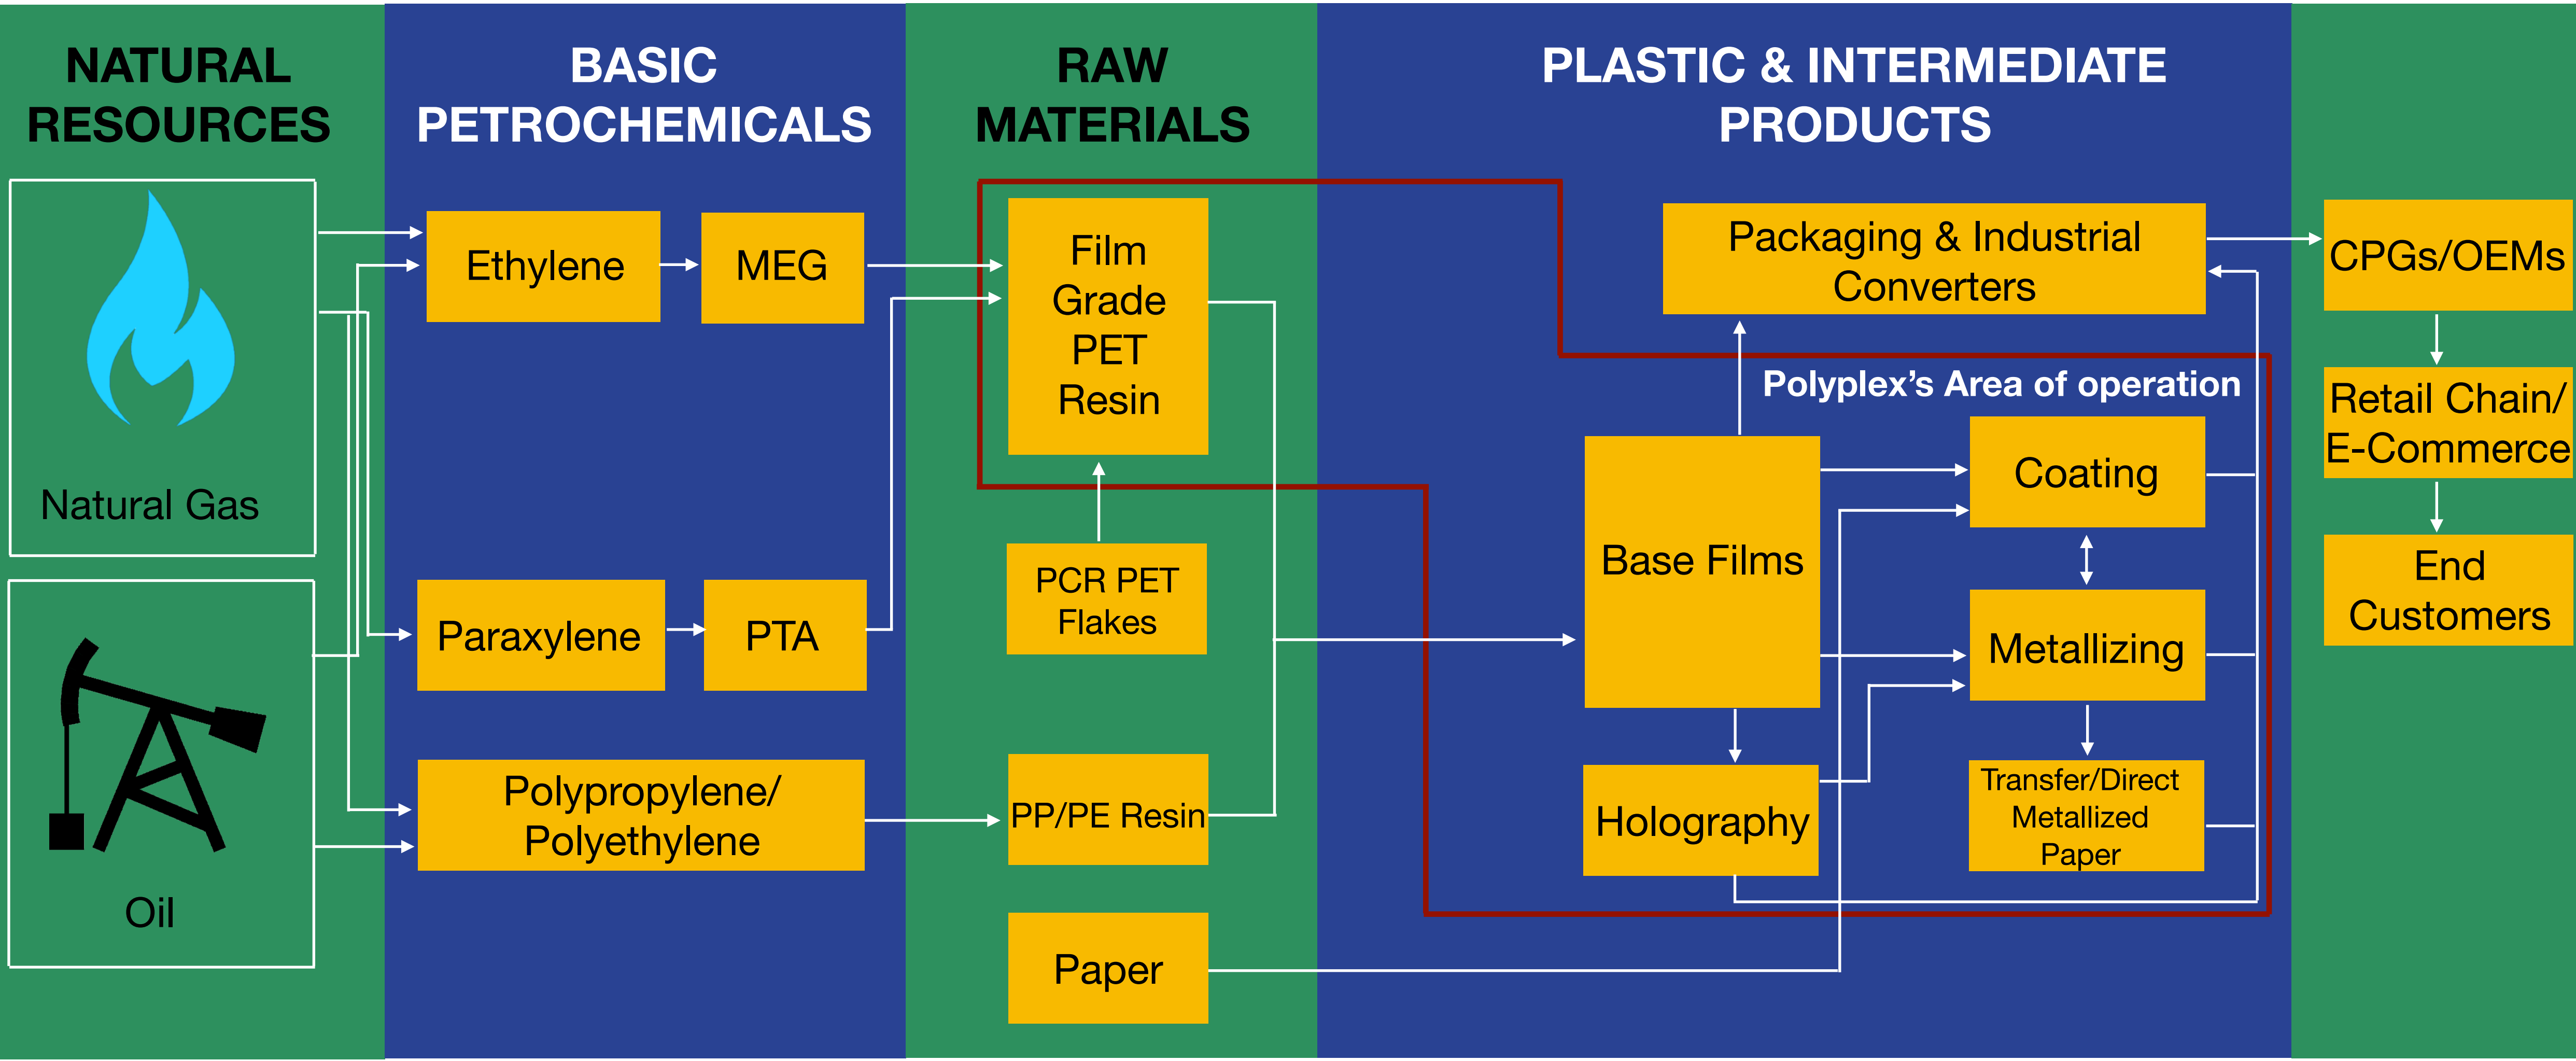 NATURAL
RESOURCES
BASIC
PETROCHEMICALS
RAW
MATERIALS
PLASTIC & INTERMEDIATE
PRODUCTS
Natural Gas
Oil
Ethylene
MEG
Paraxylene
PTA
Polypropylene/
Polyethylene
Film
Grade
PET
Resin
PCR PET
Flakes
PP/PE Resin
Paper
Packaging & Industrial
Converters
Polyplex’s Area of operation
Base Films
Coating
Metallizing
Holography
Transfer/Direct
Metallized
Paper
CPGs/OEMs
Retail Chain/
E-Commerce
End
Customers